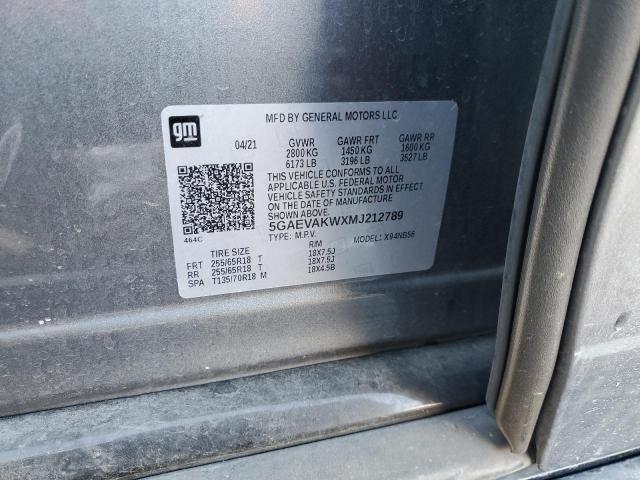 MFD BY GENERAL MOTORS LLC
gm
04/21 GVWR GAWR FRT GAWR RR
2800 KG 1450 KG 1600 KG
6173 LB 3196 LB 3527 LB
THIS VEHICLE CONFORMS TO ALL
APPLICABLE U.S. FEDERAL MOTOR
VEHICLE SAFETY STANDARDS IN EFFECT
ON THE DATE OF MANUFACTURE
SHOWN ABOVE.
5GAEVAKWXMJ212789
TYPE: M.P.V. MODEL: X94NB56
464C
TIRE SIZE RIM
FRT 255/65R18 T 18X7.5J
RR 255/65R18 T 18X7.5J
SPA T135/70R18 M 18X4.5B